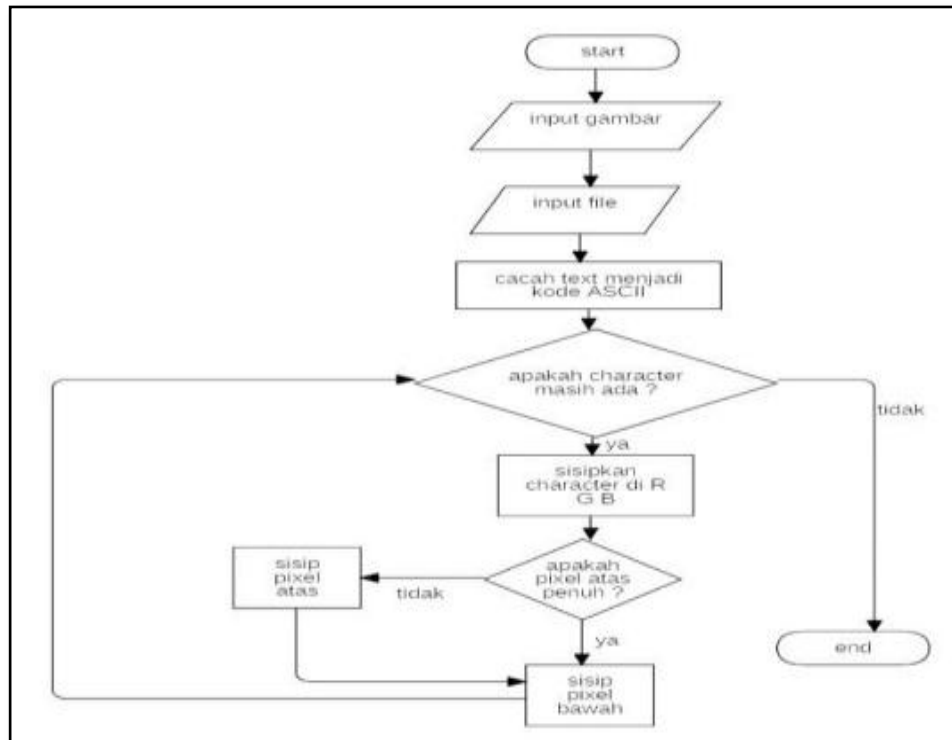 start
input gambar
input file
cacah text menjadi
kode ASCII
apakah character
masih ada ?
tidak
ya
sisipkan
character di R
G B
apakah
pixel atas
penuh ?
tidak
sisip
pixel
atas
ya
sisip
pixel
bawah
end